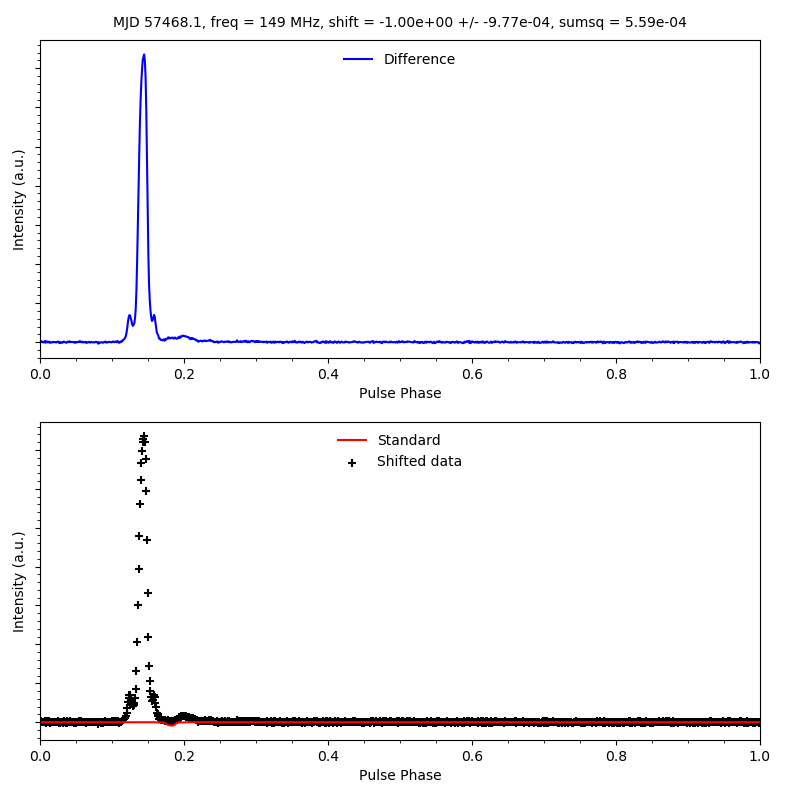 MJD 57468.1, freq = 149 MHz, shift = -1.00e+00 +/- -9.77e-04, sumsq = 5.59e-04
Difference
Intensity (a.u.)
0.0 0.2 0.4 0.6 0.8 1.0
Pulse Phase
Standard
Shifted data
Intensity (a.u.)
0.0 0.2 0.4 0.6 0.8 1.0
Pulse Phase